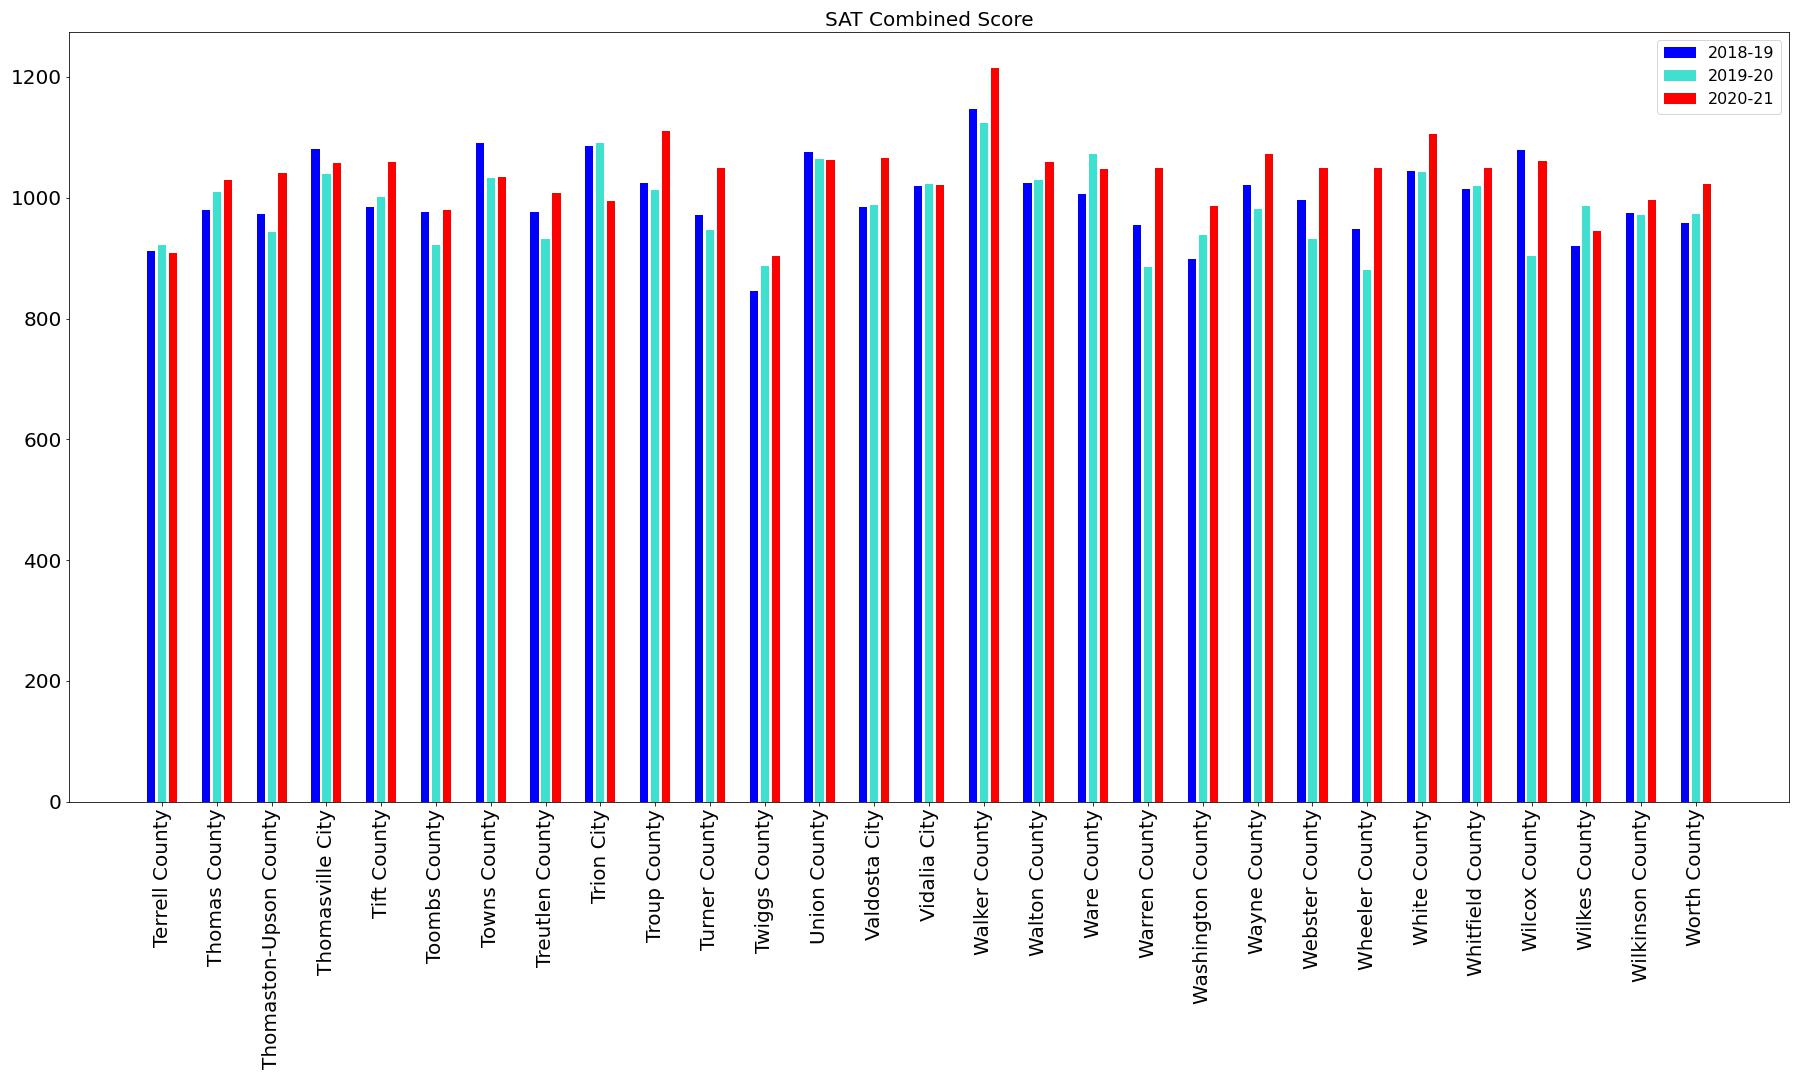 SAT Combined Score
2018-19
2019-20
2020-21
1200
1000
800
600
400
200
0
Terrell County
Thomas County
Thomaston-Upson County
Thomasville City
Tift County
Toombs County
Towns County
Treutlen County
Trion City
Troup County
Turner County
Twiggs County
Union County
Valdosta City
Vidalia City
Walker County
Walton County
Ware County
Warren County
Washington County
Wayne County
Webster County
Wheeler County
White County
Whitfield County
Wilcox County
Wilkes County
Wilkinson County
Worth County